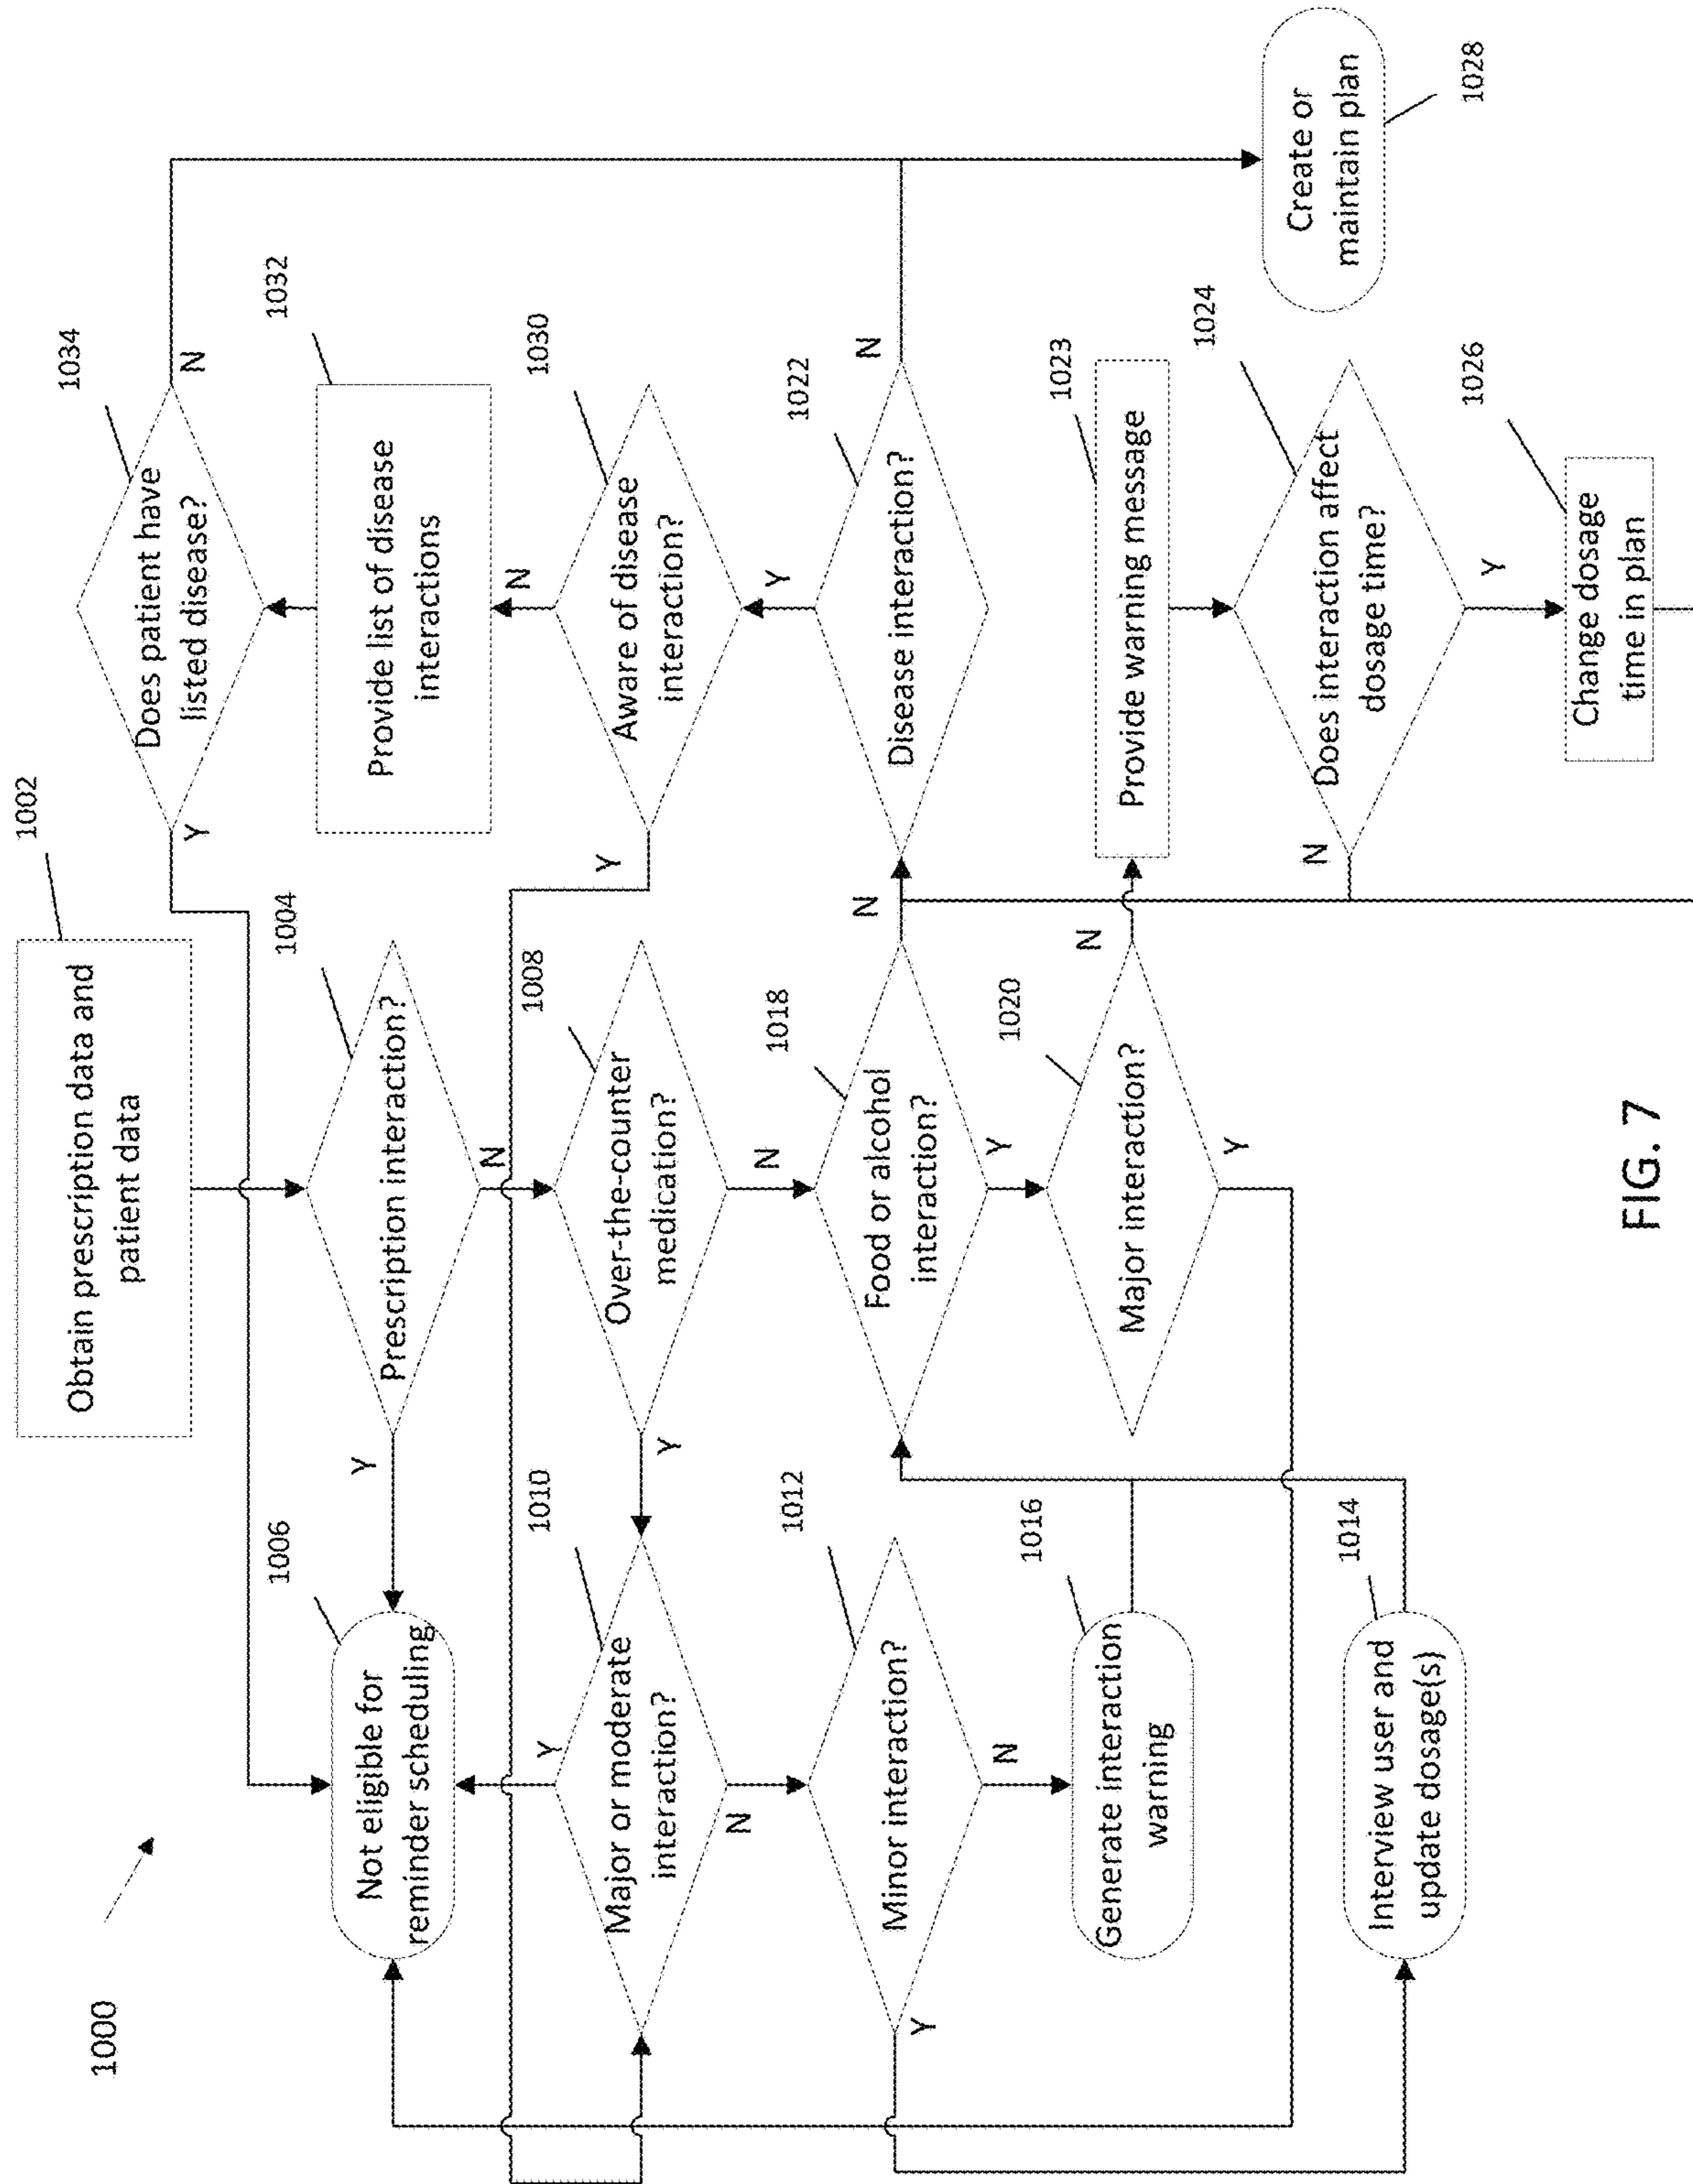 1000
1002
Obtain prescription data and
patient data
1004
Prescription interaction?
Y
N
1006
Not eligible for
reminder scheduling
1008
Over-the-counter
medication?
Y
N
1010
Major or moderate
interaction?
Y
N
1012
Minor interaction?
Y
N
1016
Generate interaction
warning
1014
Interview user and
update dosage(s)
1018
Food or alcohol
interaction?
N
Y
1020
Major interaction?
N
Y
1034
Does patient have
listed disease?
Y
N
1032
Provide list of disease
interactions
1030
Aware of disease
interaction?
Y
N
1022
Disease interaction?
Y
N
1023
Provide warning message
1024
Does interaction affect
dosage time?
N
Y
1026
Change dosage
time in plan
1028
Create or
maintain plan
FIG. 7